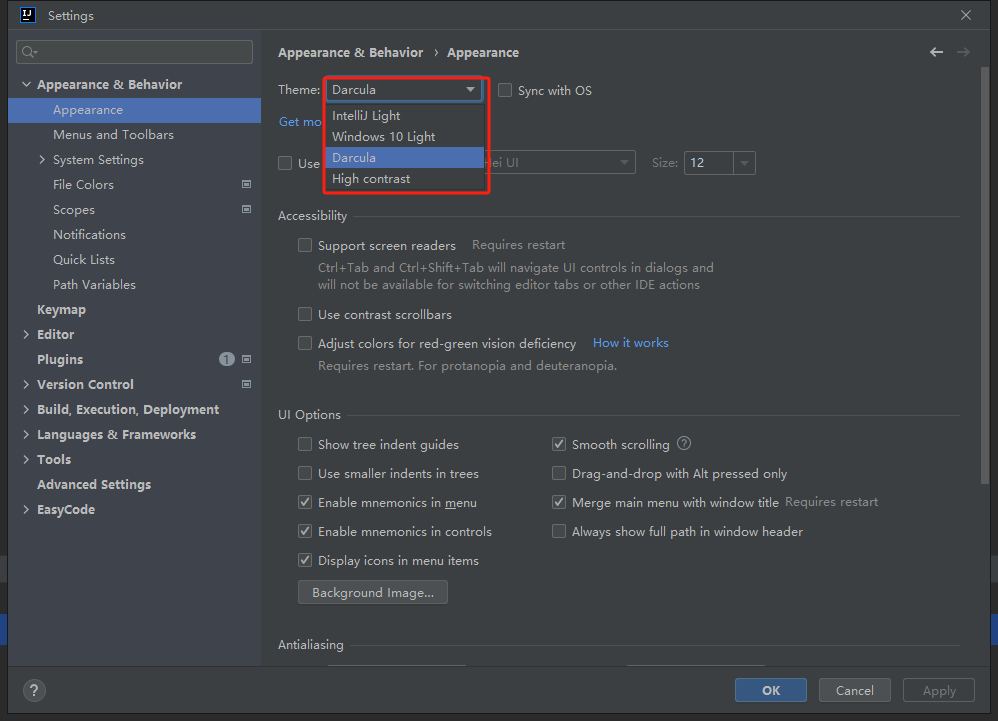 Settings
Appearance & Behavior
Appearance
Menus and Toolbars
System Settings
File Colors
Scopes
Notifications
Quick Lists
Path Variables
Keymap
Editor
Plugins 1
Version Control
Build, Execution, Deployment
Languages & Frameworks
Tools
Advanced Settings
EasyCode
Appearance & Behavior › Appearance
Theme: Darcula Sync with OS
IntelliJ Light
Windows 10 Light
Darcula
High contrast
Get mo
Use Hei UI Size: 12
Accessibility
Support screen readers Requires restart
Ctrl+Tab and Ctrl+Shift+Tab will navigate UI controls in dialogs and
will not be available for switching editor tabs or other IDE actions
Use contrast scrollbars
Adjust colors for red-green vision deficiency How it works
Requires restart. For protanopia and deuteranopia.
UI Options
Show tree indent guides Smooth scrolling ?
Use smaller indents in trees Drag-and-drop with Alt pressed only
Enable mnemonics in menu Merge main menu with window title Requires restart
Enable mnemonics in controls Always show full path in window header
Display icons in menu items
Background Image...
Antialiasing
? OK Cancel Apply